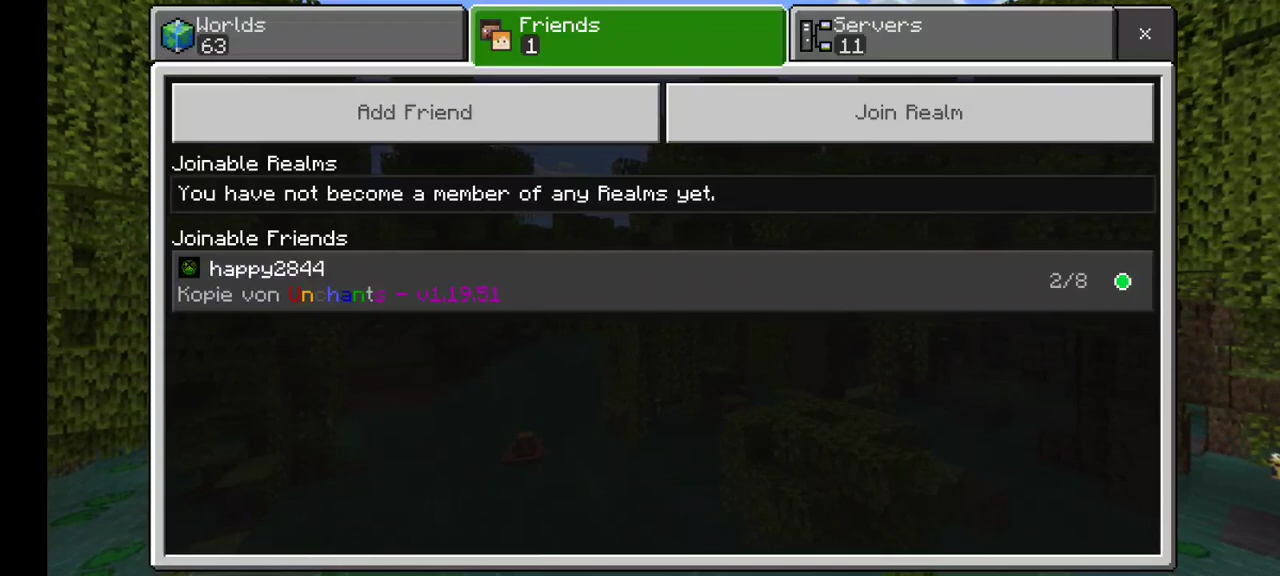 Worlds
63
Friends
1
Servers
11
Add Friend
Join Realm
Joinable Realms
You have not become a member of any Realms yet.
Joinable Friends
happy2844
2/8
Kopie von Unchants - v1.19.51